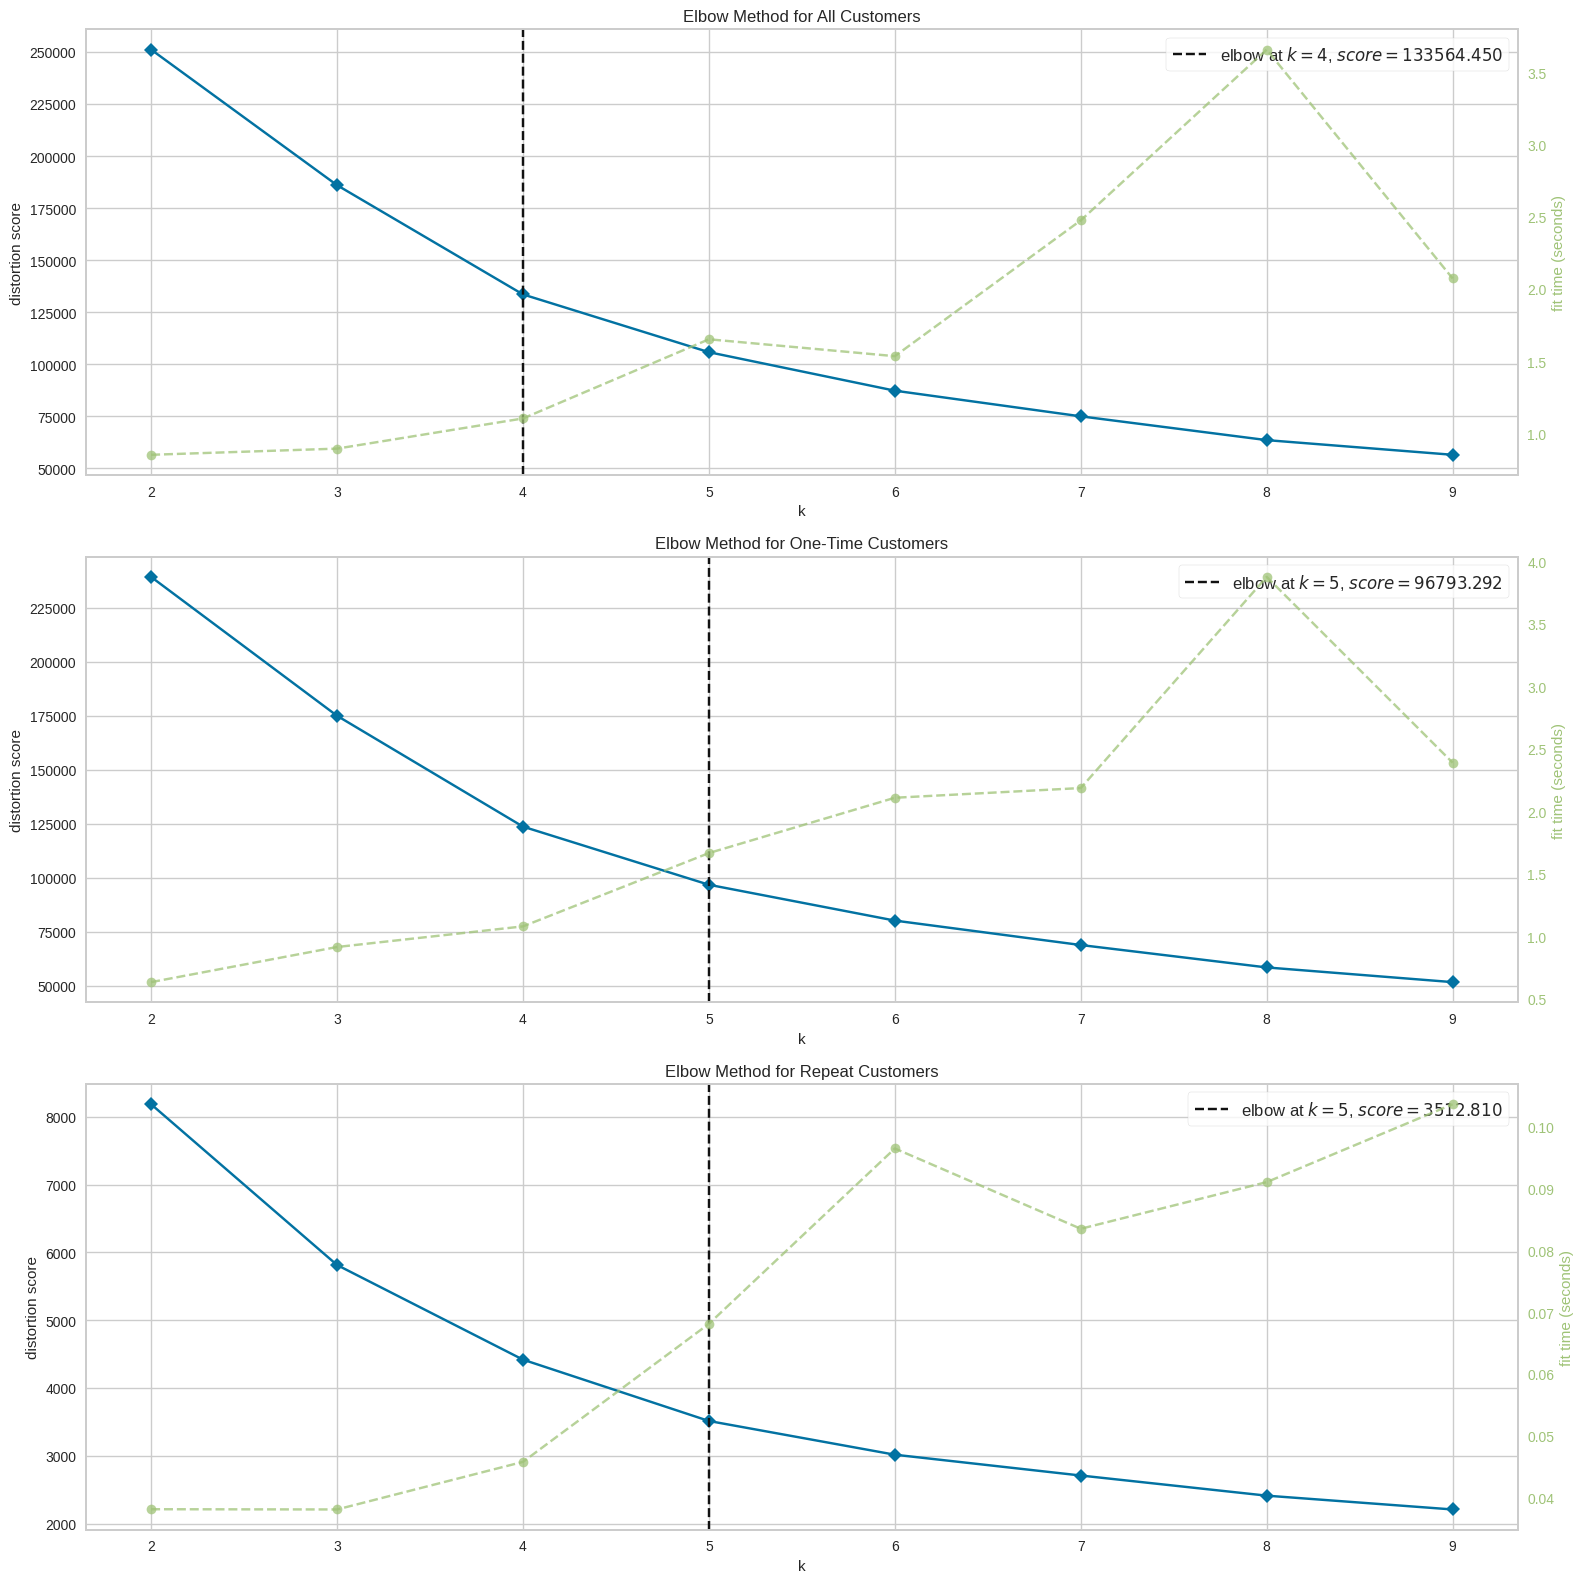 Elbow Method for All Customers
elbow at k = 4, score = 133564.450
distortion score
250000
225000
200000
175000
150000
125000
100000
75000
50000
3.5
3.0
2.5
2.0
1.5
1.0
fit time (seconds)
2 3 4 5 6 7 8 9
k
Elbow Method for One-Time Customers
elbow at k = 5, score = 96793.292
distortion score
225000
200000
175000
150000
125000
100000
75000
50000
4.0
3.5
3.0
2.5
2.0
1.5
1.0
0.5
fit time (seconds)
2 3 4 5 6 7 8 9
k
Elbow Method for Repeat Customers
elbow at k = 5, score = 3512.810
distortion score
8000
7000
6000
5000
4000
3000
2000
0.10
0.09
0.08
0.07
0.06
0.05
0.04
fit time (seconds)
2 3 4 5 6 7 8 9
k